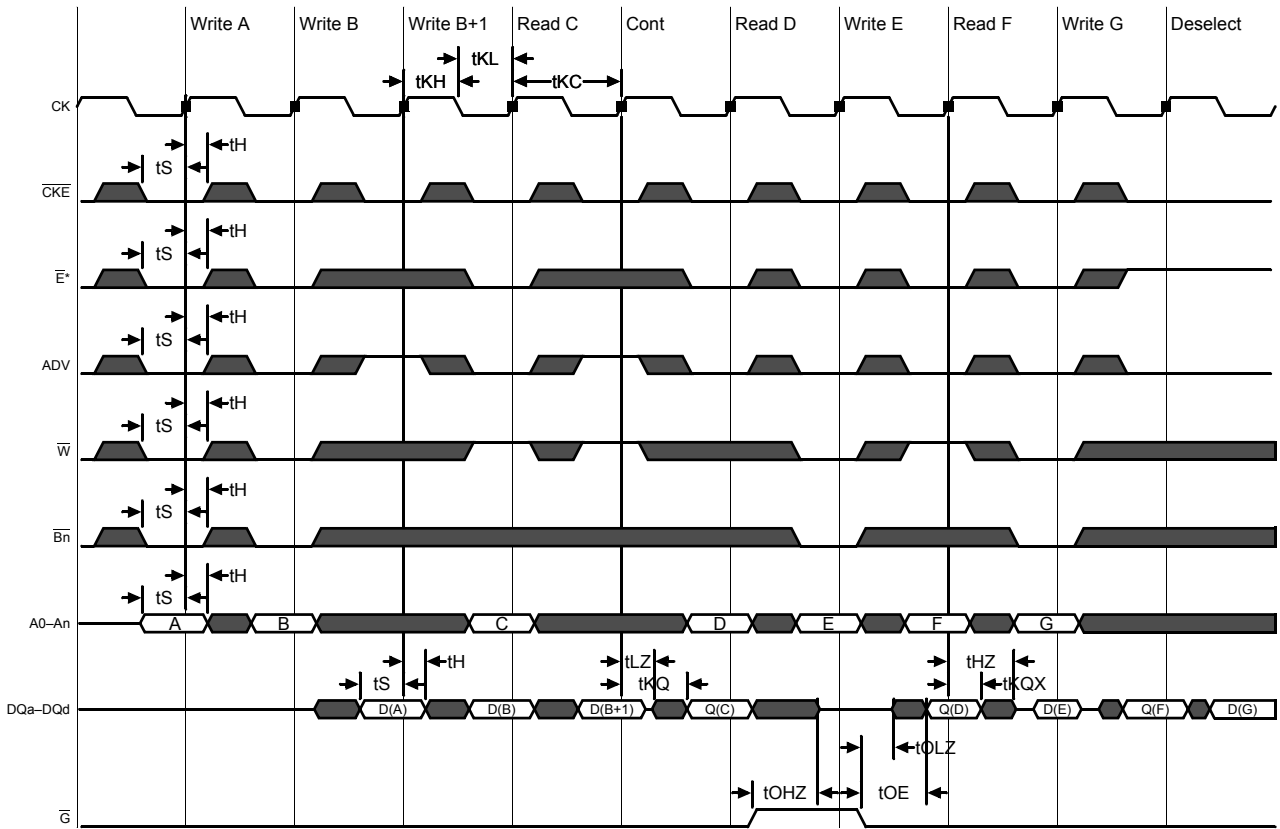 Write A Write B Write B+1 Read C Cont Read D Write E Read F Write G Deselect
tKL
tKH tKC
CK
tH
tS
CKE
tH
tS
E*
tH
tS
ADV
tH
tS
W
tH
tS
Bn
tH
tS
A0–An A B C D E F G
tH tLZ tHZ
tS tKQ tKQX
DQa–DQd D(A) D(B) D(B+1) Q(C) Q(D) D(E) Q(F) D(G)
tOLZ
tOHZ tOE
G